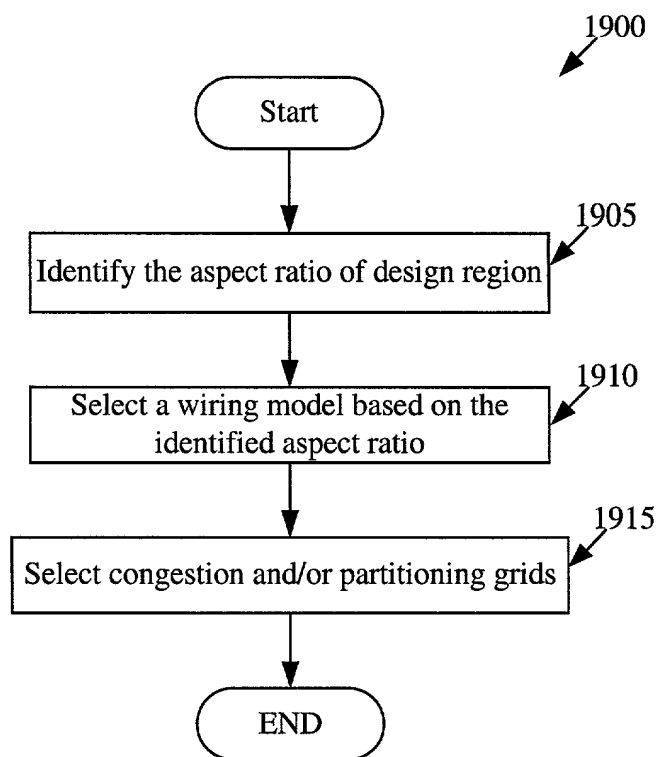 1900
Start
1905
Identify the aspect ratio of design region
1910
Select a wiring model based on the
identified aspect ratio
1915
Select congestion and/or partitioning grids
END